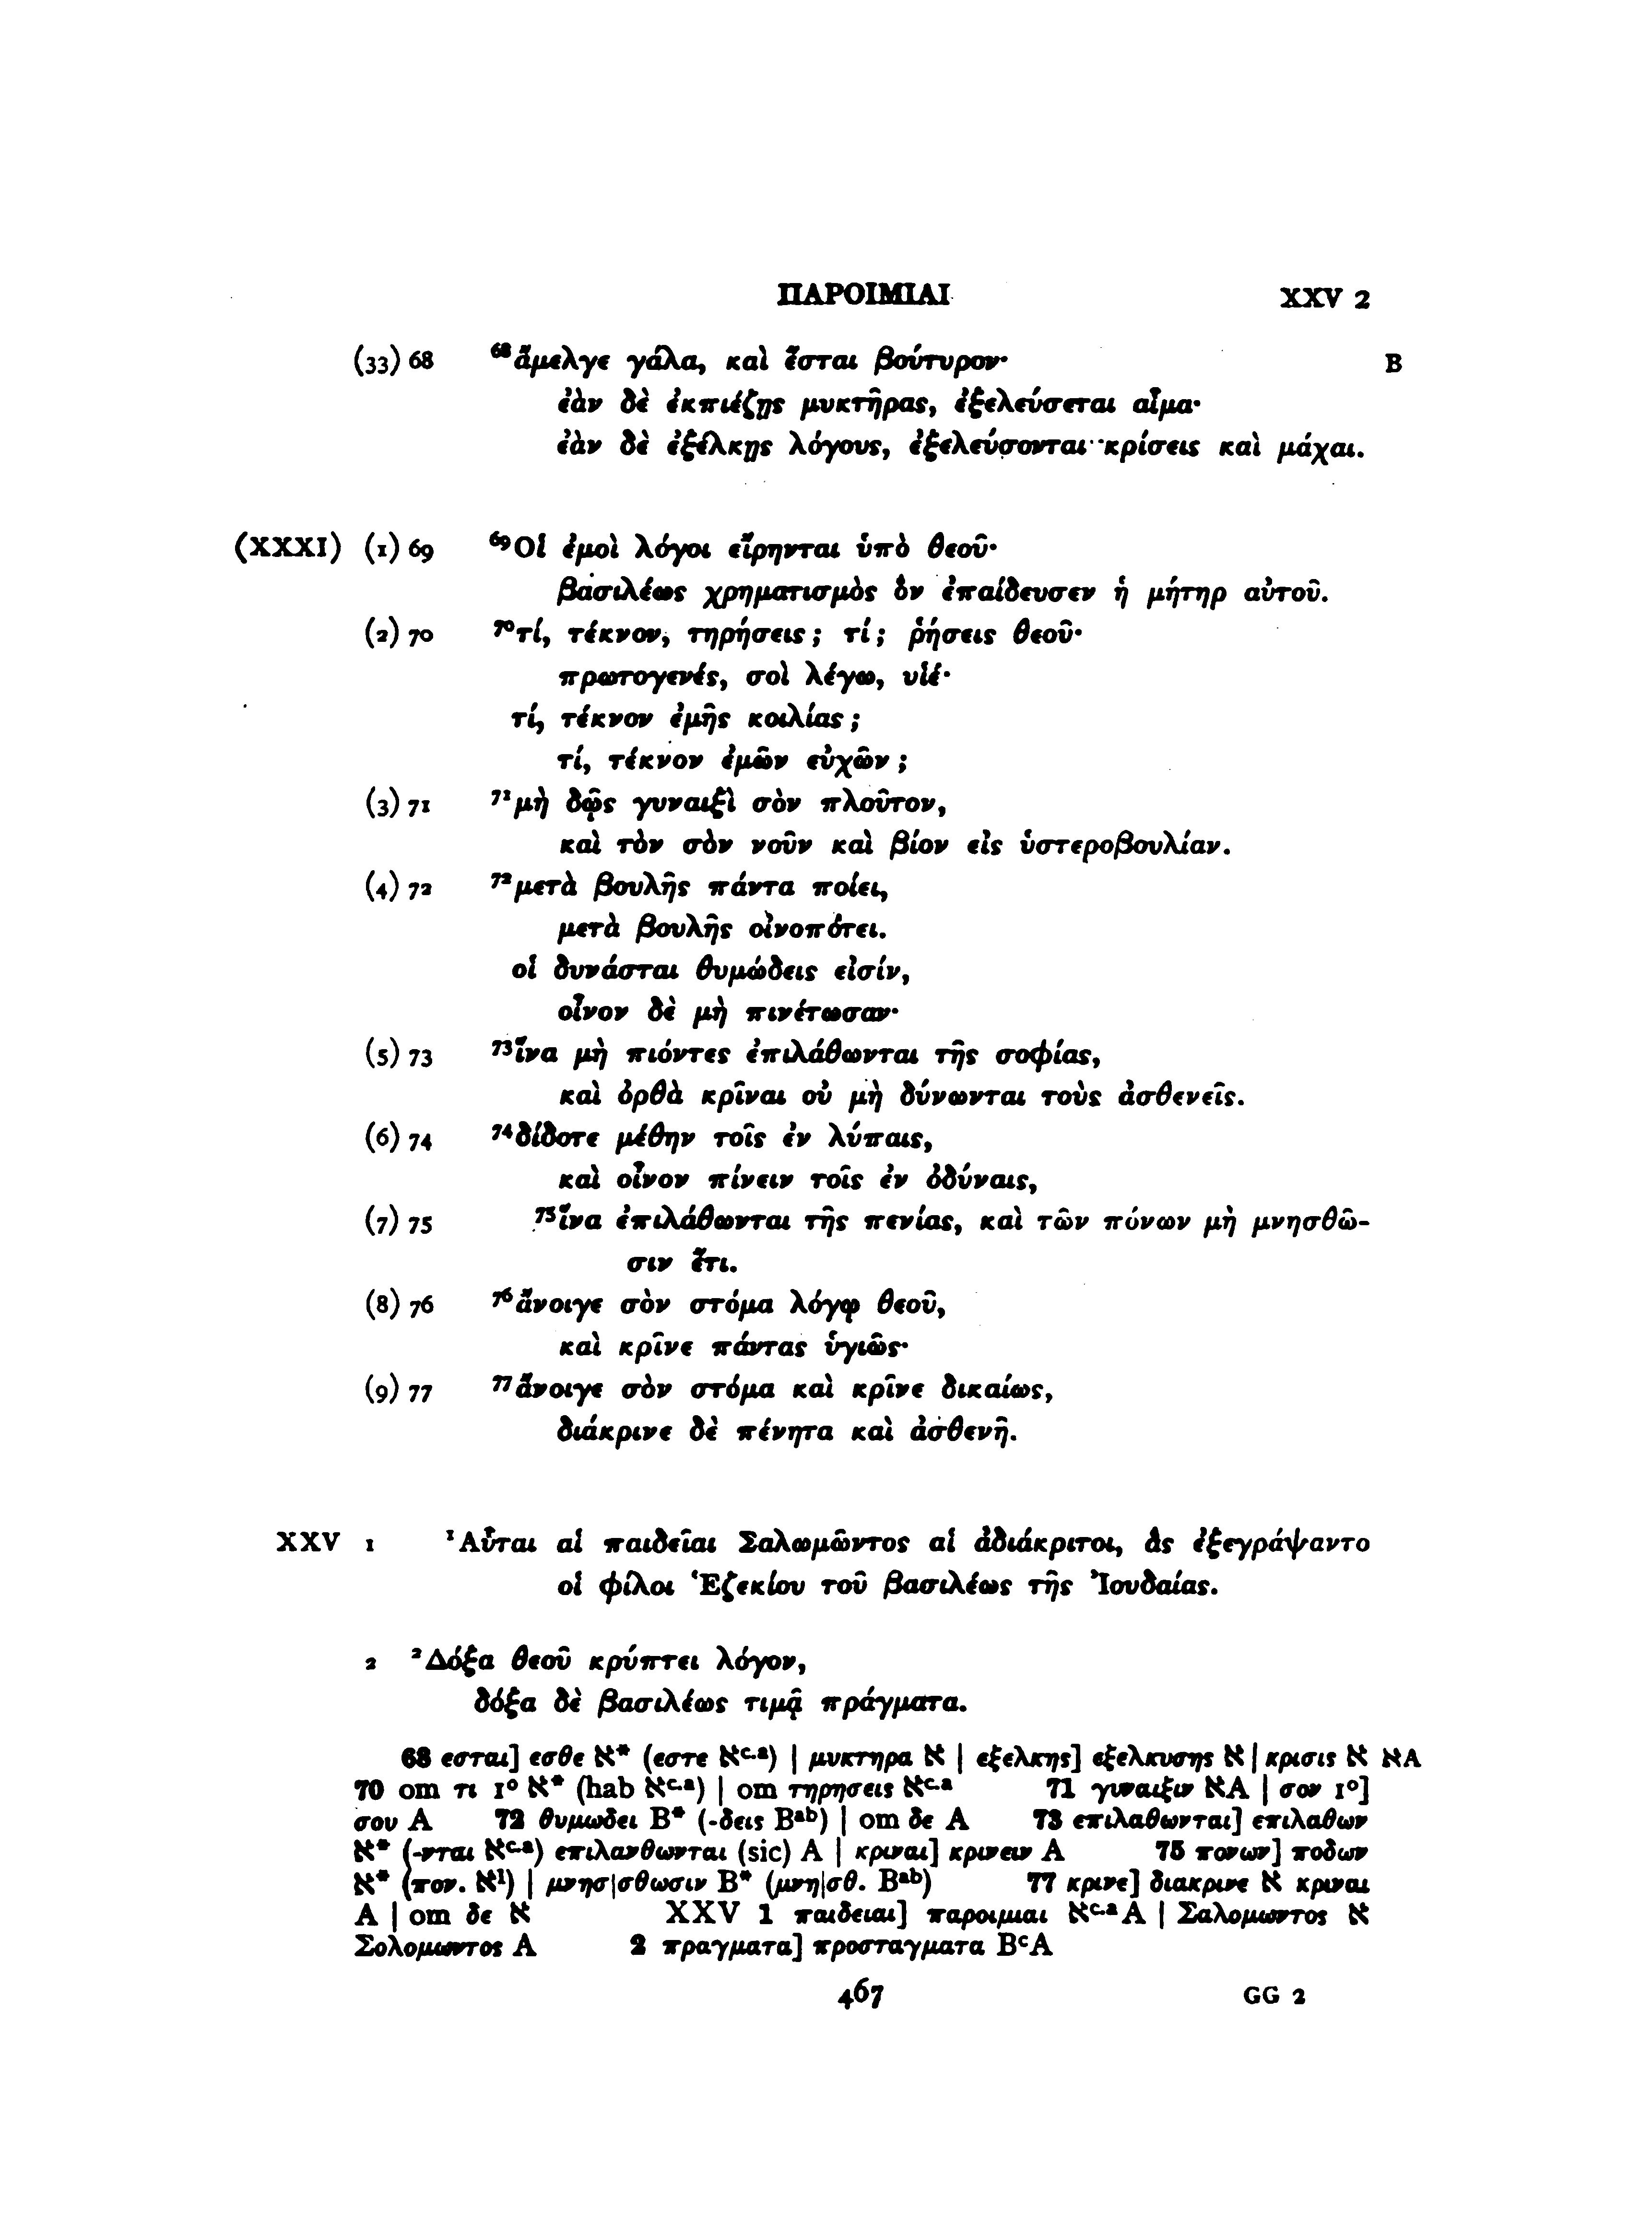 ΠΑΡΟΙΜΙΑΙ XXV 2
(33) 68 ⁶⁸ἄμελγε γάλα, καὶ ἔσται βούτυρον· B
ἐὰν δὲ ἐκπιέζῃς μυκτῆρας, ἐξελεύσεται αἷμα·
ἐὰν δὲ ἐξέλκῃς λόγους, ἐξελεύσονται κρίσεις καὶ μάχαι.
(XXXI) (1) 69 ⁶⁹Οἱ ἐμοὶ λόγοι εἴρηνται ὑπὸ θεοῦ·
βασιλέως χρηματισμὸς ὃν ἐπαίδευσεν ἡ μήτηρ αὐτοῦ.
(2) 70 ⁷⁰τί, τέκνον, τηρήσεις; τί; ῥήσεις θεοῦ·
πρωτογενές, σοὶ λέγω, υἱέ·
τί, τέκνον ἐμῆς κοιλίας;
τί, τέκνον ἐμῶν εὐχῶν;
(3) 71 ⁷¹μὴ δῷς γυναιξὶ σὸν πλοῦτον,
καὶ τὸν σὸν νοῦν καὶ βίον εἰς ὑστεροβουλίαν.
(4) 72 ⁷²μετὰ βουλῆς πάντα ποίει,
μετὰ βουλῆς οἰνοπότει.
οἱ δυνάσται θυμώδεις εἰσίν,
οἶνον δὲ μὴ πινέτωσαν·
(5) 73 ⁷³ἵνα μὴ πιόντες ἐπιλάθωνται τῆς σοφίας,
καὶ ὀρθὰ κρῖναι οὐ μὴ δύνωνται τοὺς ἀσθενεῖς.
(6) 74 ⁷⁴δίδοτε μέθην τοῖς ἐν λύπαις,
καὶ οἶνον πίνειν τοῖς ἐν ὀδύναις,
(7) 75 ⁷⁵ἵνα ἐπιλάθωνται τῆς πενίας, καὶ τῶν πόνων μὴ μνησθῶ-
σιν ἔτι.
(8) 76 ⁷⁶ἄνοιγε σὸν στόμα λόγῳ θεοῦ,
καὶ κρῖνε πάντας ὑγιῶς·
(9) 77 ⁷⁷ἄνοιγε σὸν στόμα καὶ κρῖνε δικαίως,
διάκρινε δὲ πένητα καὶ ἀσθενῆ.
XXV 1 ¹Αὗται αἱ παιδεῖαι Σαλωμῶντος αἱ ἀδιάκριτοι, ἃς ἐξεγράψαντο
οἱ φίλοι Ἑζεκίου τοῦ βασιλέως τῆς Ἰουδαίας.
2 ²Δόξα θεοῦ κρύπτει λόγον,
δόξα δὲ βασιλέως τιμᾷ πράγματα.
68 εσται] εσθε א* (εστε אᶜ·ᵃ) | μυκτηρα א | εξελκης] εξελκυσης א | κρισις א אA
70 om τι 1° א* (hab אᶜ·ᵃ) | om τηρησεις אᶜ·ᵃ 71 γυναιξιν אA | σον 1°]
σου A 72 θυμωδει B* (-δεις Bᵃᵇ) | om δε A 73 επιλαθωνται] επιλαθων
א* (-νται אᶜ·ᵃ) επιλανθωνται (sic) A | κριναι] κρινειν A 75 πονων] ποδων
א* (πον. א¹) | μνησ|σθωσιν B* (μνη|σθ. Bᵃᵇ) 77 κρινε] διακρινε א κριναι
A | om δε א XXV 1 παιδειαι] παροιμιαι אᶜ·ᵃ A | Σαλομωντος א
Σολομωντος A 2 πραγματα] προσταγματα BᶜA
467 GG 2